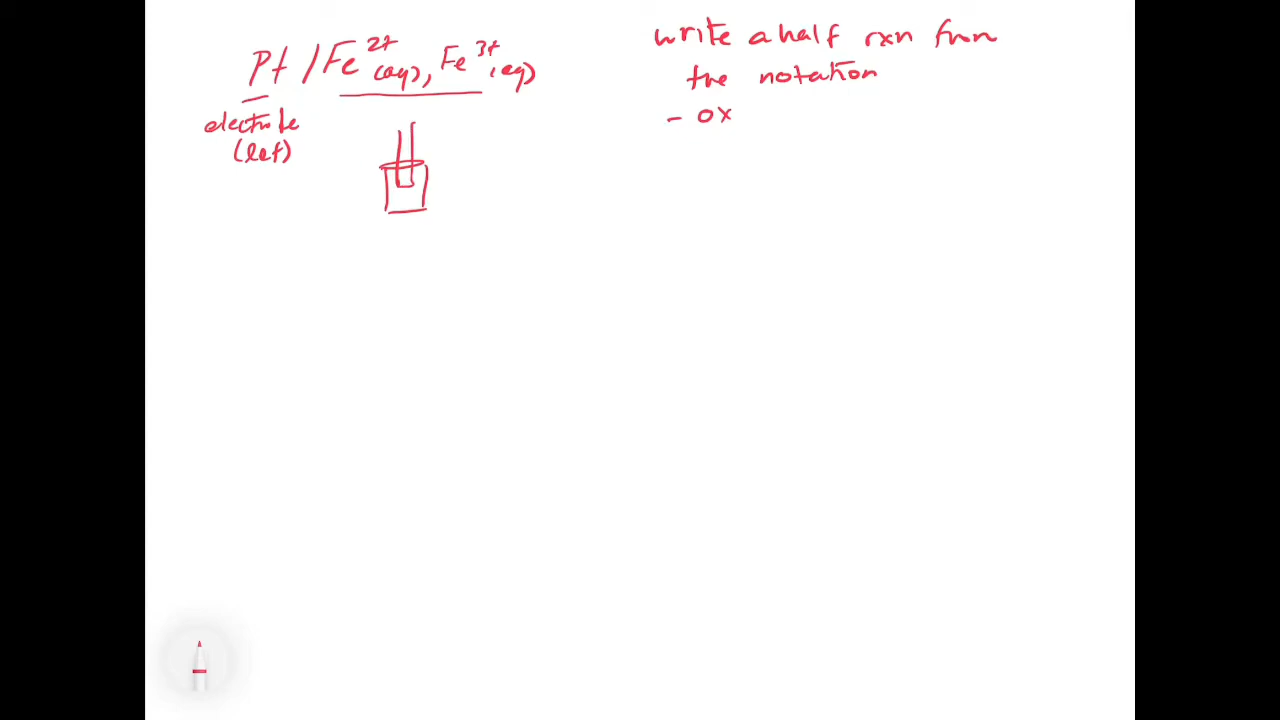 Pt / Fe²⁺(aq), Fe³⁺(aq)
electrode
(left)
write a half rxn from
the notation
- ox